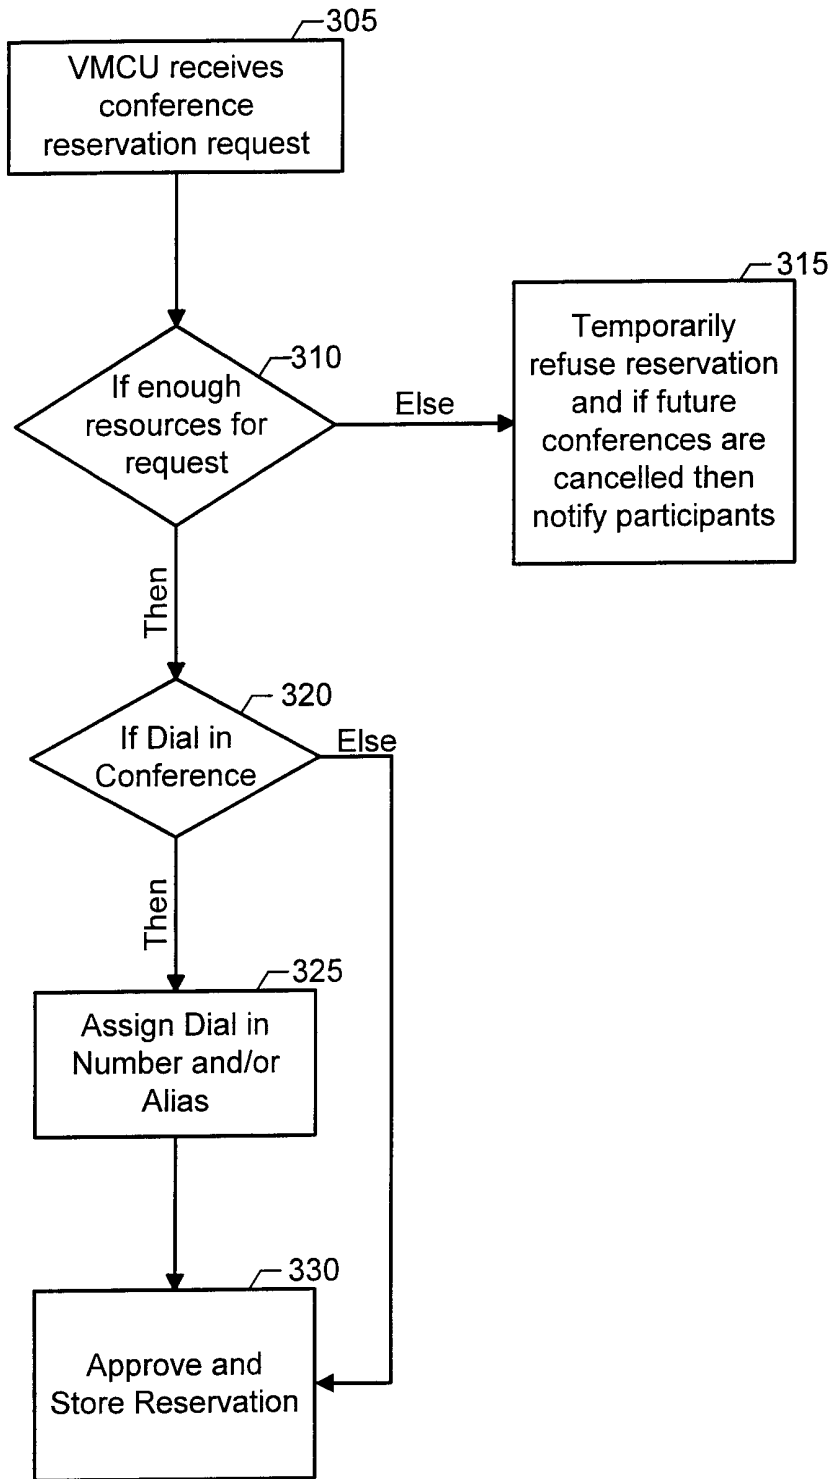 305
VMCU receives
conference
reservation request
310
If enough
resources for
request
Else
315
Temporarily
refuse reservation
and if future
conferences are
cancelled then
notify participants
Then
320
If Dial in
Conference
Else
Then
325
Assign Dial in
Number and/or
Alias
330
Approve and
Store Reservation